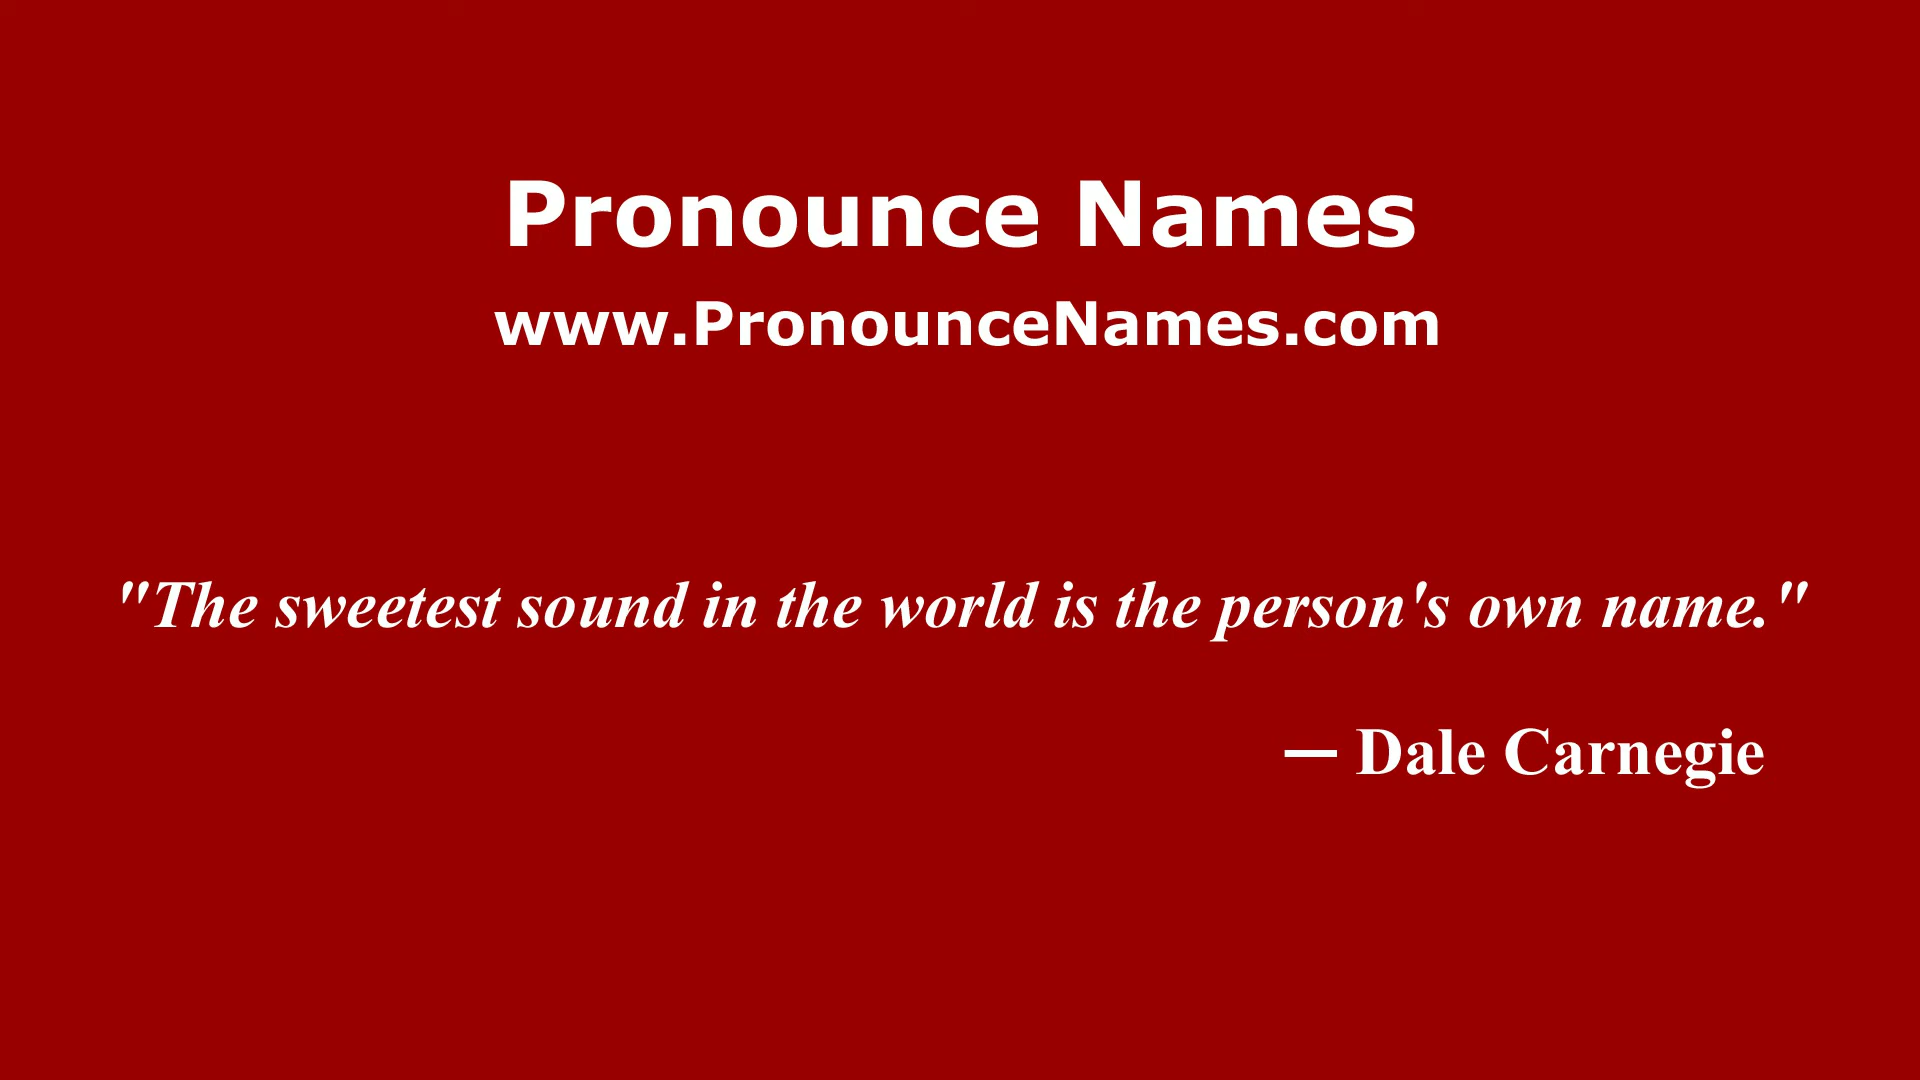 Pronounce Names
www.PronounceNames.com
"The sweetest sound in the world is the person's own name."
— Dale Carnegie